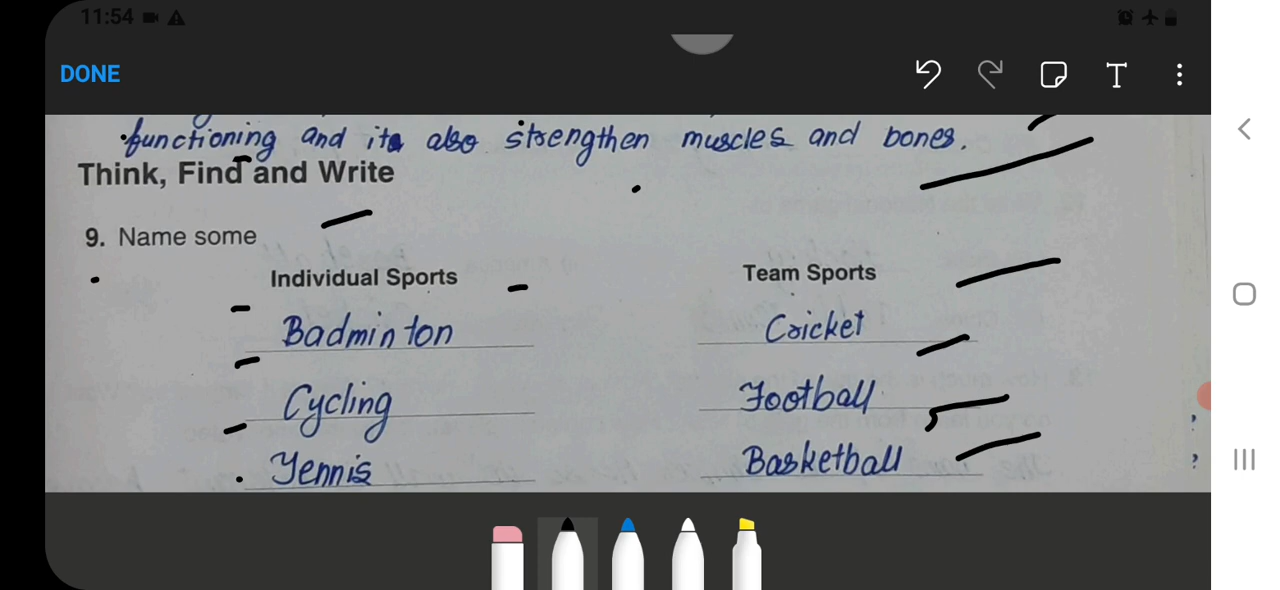 11:54
DONE
T
functioning and its also strengthen muscles and bones.
Think, Find and Write
9. Name some
Individual Sports Team Sports
Badminton Cricket
Cycling Football
Tennis Basketball